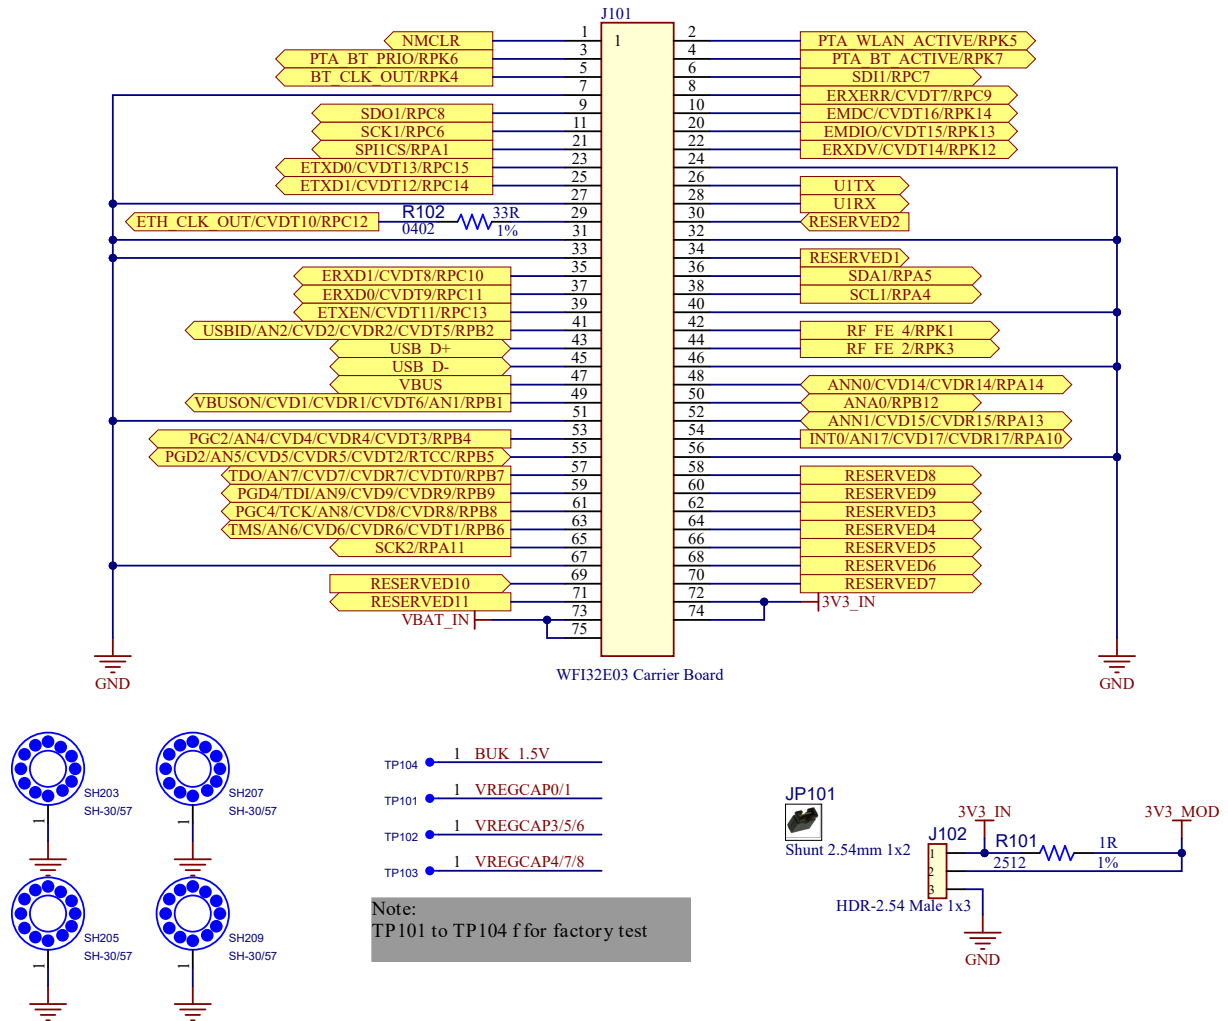 J101
1
NMCLR 1 2 PTA_WLAN_ACTIVE/RPK5
PTA_BT_PRIO/RPK6 3 4 PTA_BT_ACTIVE/RPK7
BT_CLK_OUT/RPK4 5 6 SDI1/RPC7
7 8 ERXERR/CVDT7/RPC9
SDO1/RPC8 9 10 EMDC/CVDT16/RPK14
SCK1/RPC6 11 20 EMDIO/CVDT15/RPK13
SPI1CS/RPA1 21 22 ERXDV/CVDT14/RPK12
ETXD0/CVDT13/RPC15 23 24
ETXD1/CVDT12/RPC14 25 26 U1TX
27 28 U1RX
ETH_CLK_OUT/CVDT10/RPC12 R102 33R 29 30 RESERVED2
0402 1% 31 32
33 34 RESERVED1
ERXD1/CVDT8/RPC10 35 36 SDA1/RPA5
ERXD0/CVDT9/RPC11 37 38 SCL1/RPA4
ETXEN/CVDT11/RPC13 39 40
USBID/AN2/CVD2/CVDR2/CVDT5/RPB2 41 42 RF_FE_4/RPK1
USB_D+ 43 44 RF_FE_2/RPK3
USB_D- 45 46
VBUS 47 48 ANN0/CVD14/CVDR14/RPA14
VBUSON/CVD1/CVDR1/CVDT6/AN1/RPB1 49 50 ANA0/RPB12
51 52 ANN1/CVD15/CVDR15/RPA13
PGC2/AN4/CVD4/CVDR4/CVDT3/RPB4 53 54 INT0/AN17/CVD17/CVDR17/RPA10
PGD2/AN5/CVD5/CVDR5/CVDT2/RTCC/RPB5 55 56
TDO/AN7/CVD7/CVDR7/CVDT0/RPB7 57 58 RESERVED8
PGD4/TDI/AN9/CVD9/CVDR9/RPB9 59 60 RESERVED9
PGC4/TCK/AN8/CVD8/CVDR8/RPB8 61 62 RESERVED3
TMS/AN6/CVD6/CVDR6/CVDT1/RPB6 63 64 RESERVED4
SCK2/RPA11 65 66 RESERVED5
67 68 RESERVED6
RESERVED10 69 70 RESERVED7
RESERVED11 71 72 3V3_IN
VBAT_IN 73 74
75
GND
WFI32E03 Carrier Board
GND
SH203
SH-30/57
1
SH207
SH-30/57
1
SH205
SH-30/57
1
SH209
SH-30/57
1
TP104 1 BUK_1.5V
TP101 1 VREGCAP0/1
TP102 1 VREGCAP3/5/6
TP103 1 VREGCAP4/7/8
Note:
TP101 to TP104 f for factory test
JP101
Shunt 2.54mm 1x2
3V3_IN 3V3_MOD
J102 R101 1R
1 2512 1%
2
3
HDR-2.54 Male 1x3
GND